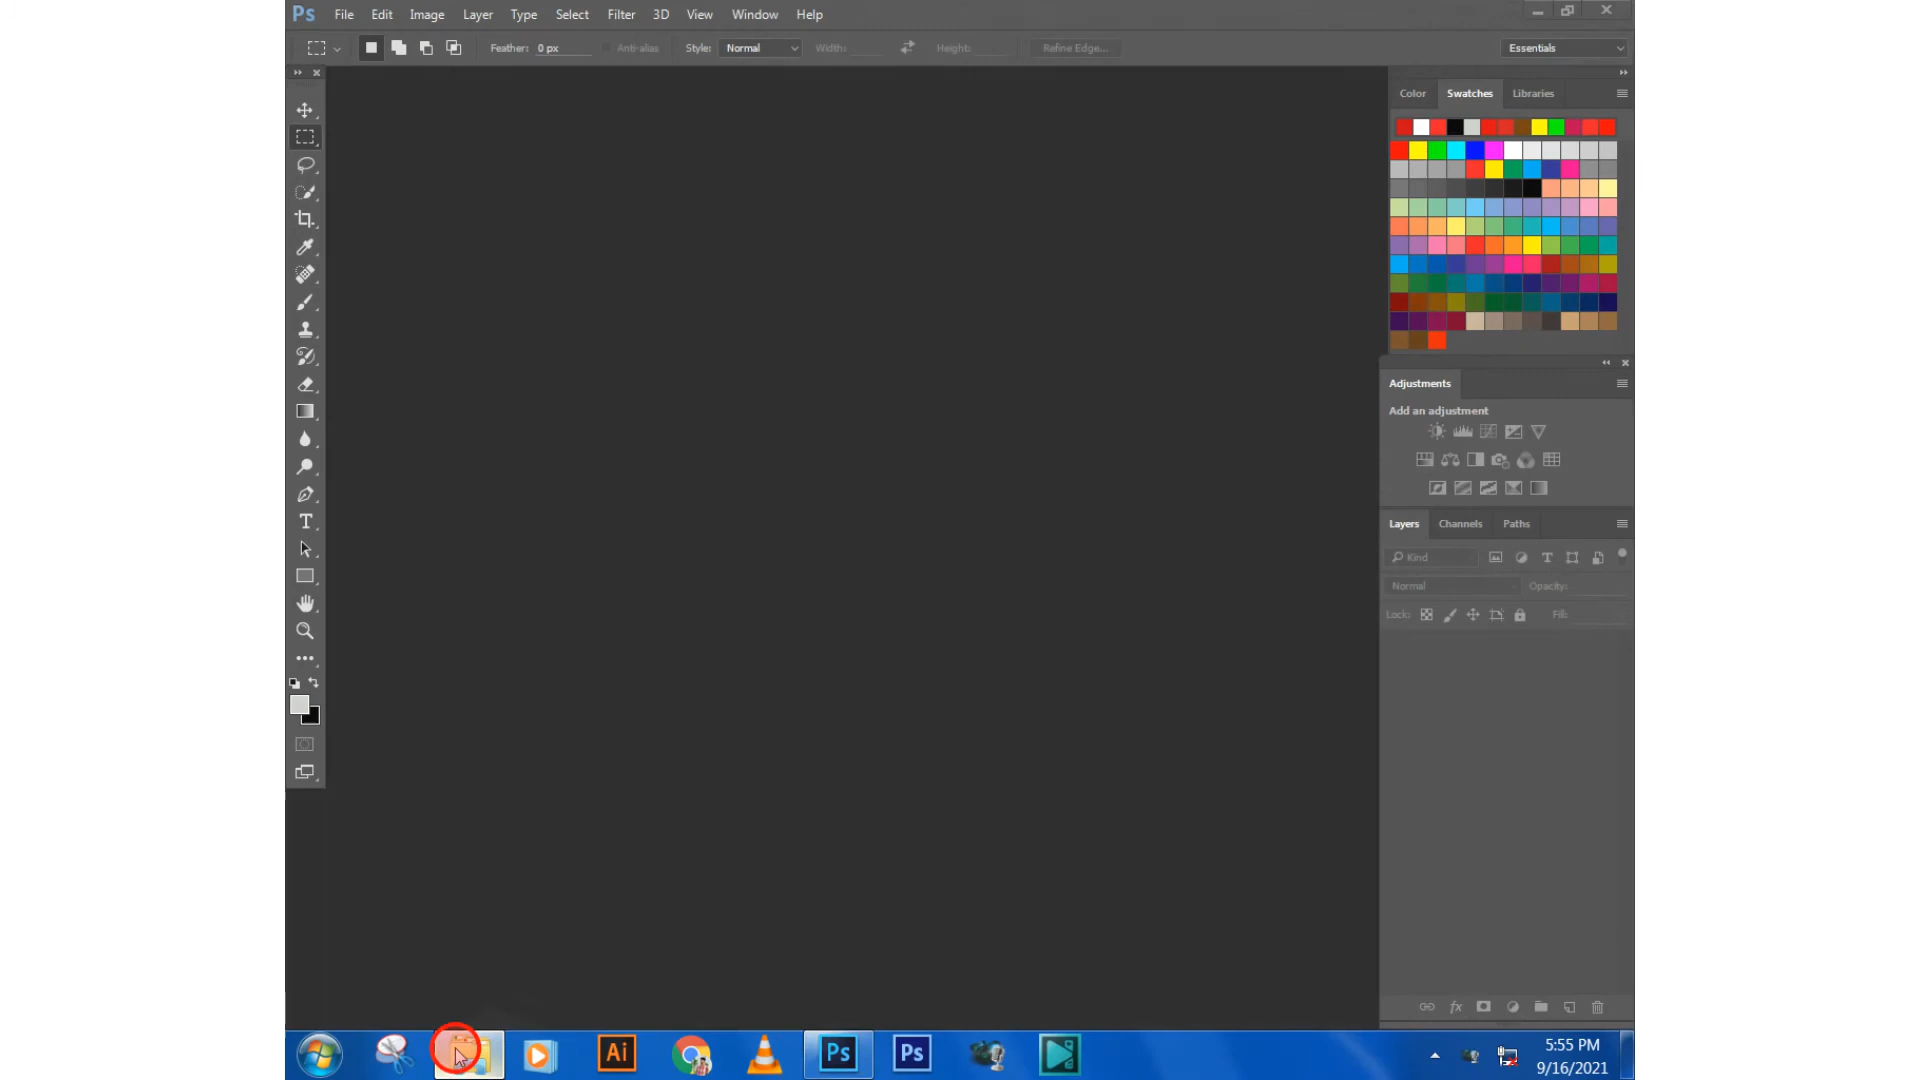 Ps File Edit Image Layer Type Select Filter 3D View Window Help
Feather: 0 px Anti-alias Style: Normal Width: Height: Refine Edge... Essentials
Color Swatches Libraries
Adjustments
Add an adjustment
Layers Channels Paths
Kind
Normal Opacity:
Lock: Fill:
fx
Ai Ps Ps
5:55 PM
9/16/2021